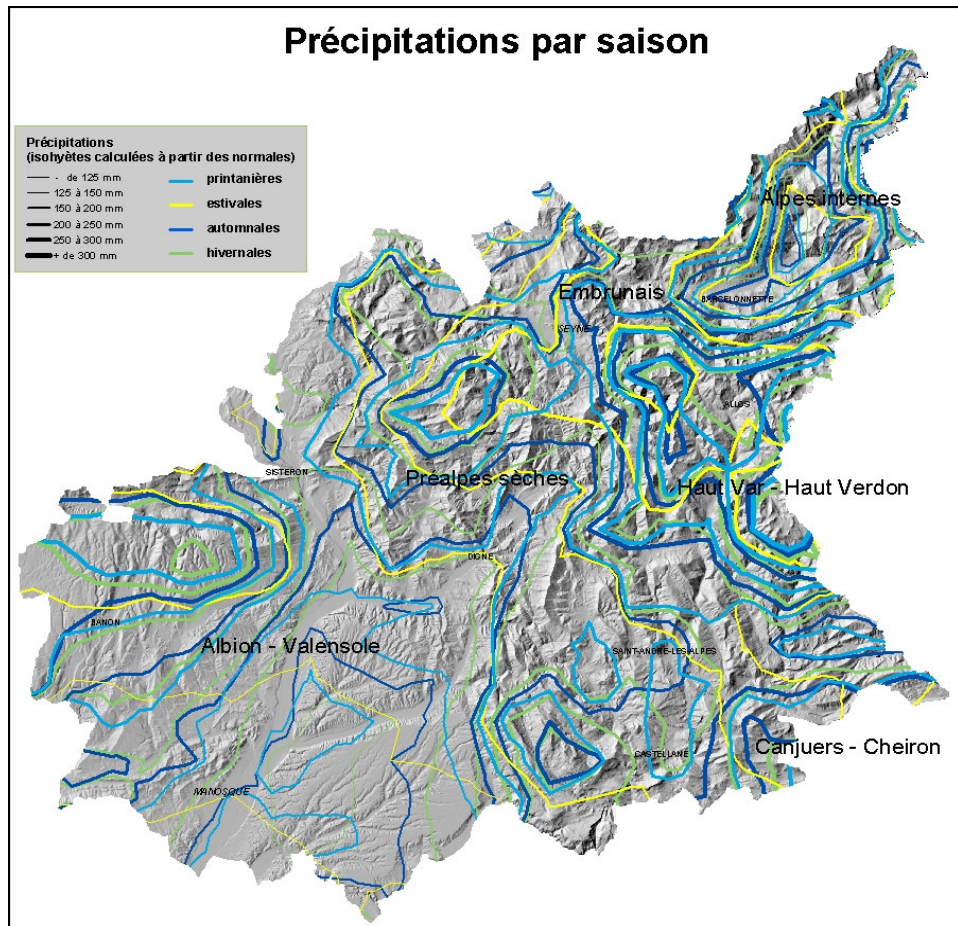 Précipitations par saison
Précipitations
(isohyètes calculées à partir des normales)
- de 125 mm
125 à 150 mm
150 à 200 mm
200 à 250 mm
250 à 300 mm
+ de 300 mm
printanières
estivales
automnales
hivernales
Alpes internes
Embrunais
BARCELONNETTE
SEYNE
ALLOS
SISTERON
Préalpes sèches
Haut Var - Haut Verdon
DIGNE
BANON
Albion - Valensole
SAINT-ANDRE-LES-ALPES
CASTELLANE
Canjuers - Cheiron
MANOSQUE